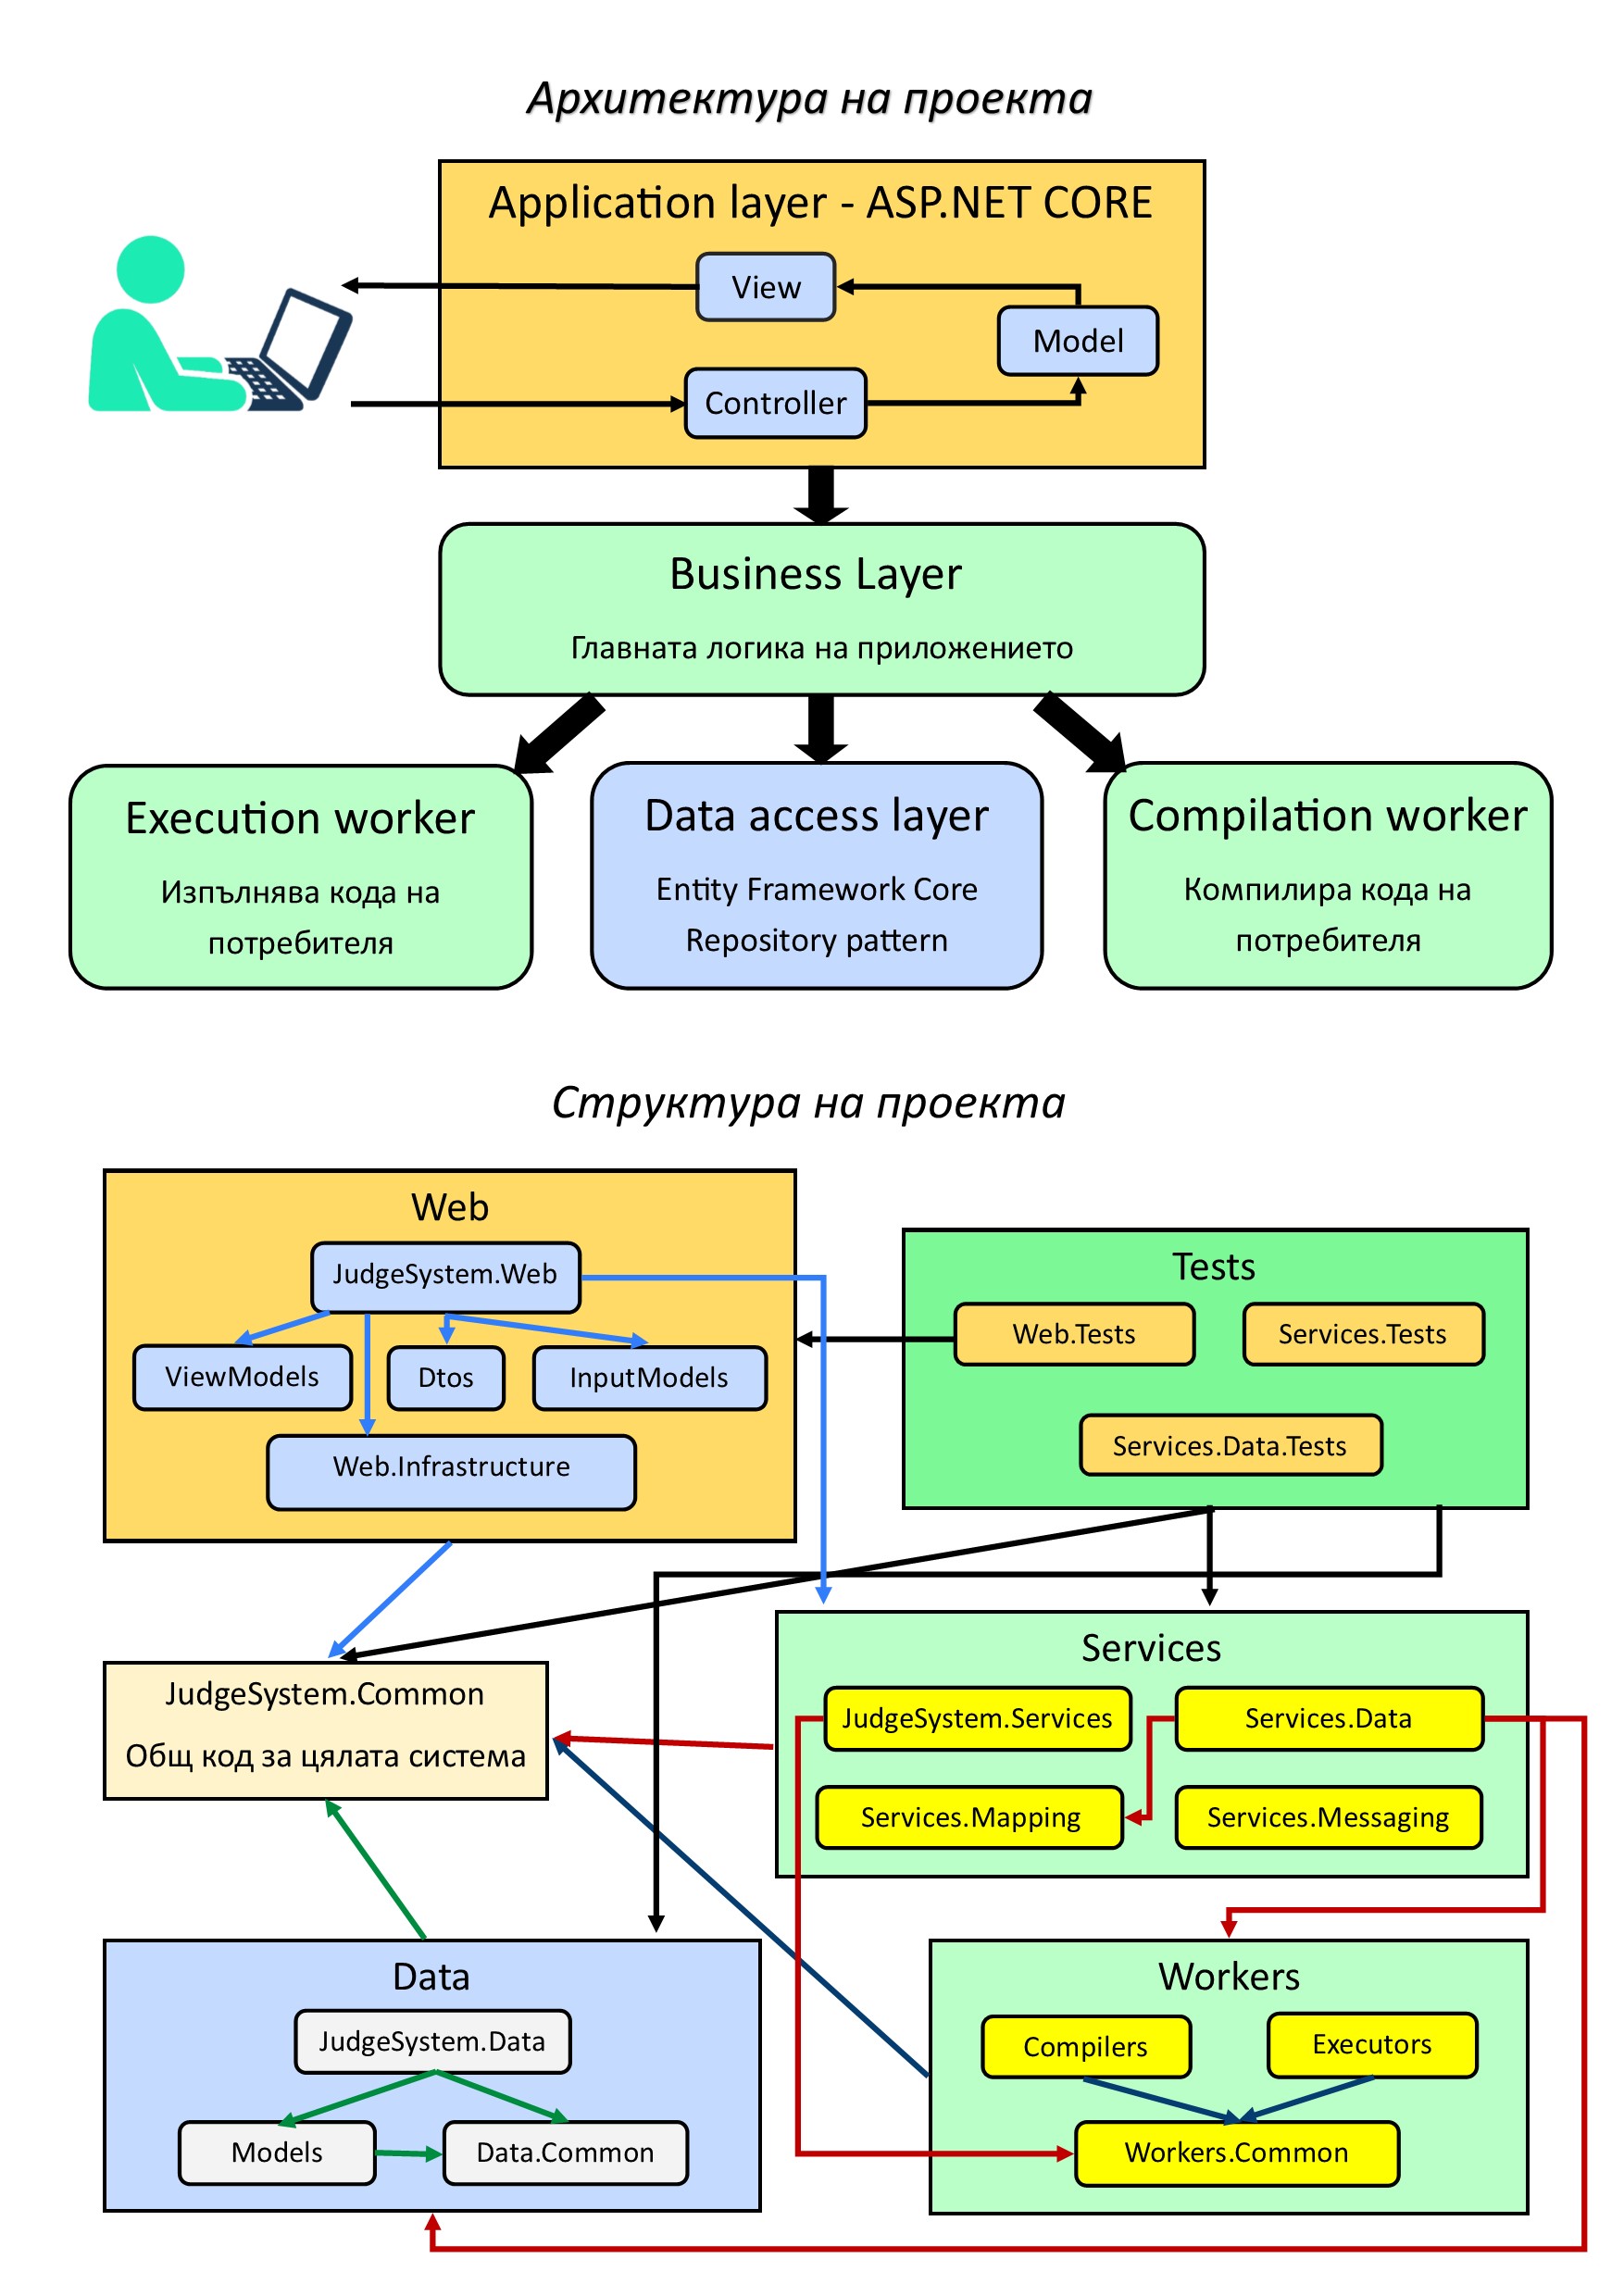 Архитектура на проекта
Application layer - ASP.NET CORE
View
Model
Controller
Business Layer
Главната логика на приложението
Execution worker
Изпълнява кода на
потребителя
Data access layer
Entity Framework Core
Repository pattern
Compilation worker
Компилира кода на
потребителя
Структура на проекта
Web
JudgeSystem.Web
ViewModels
Dtos
InputModels
Web.Infrastructure
Tests
Web.Tests
Services.Tests
Services.Data.Tests
JudgeSystem.Common
Общ код за цялата система
Services
JudgeSystem.Services
Services.Data
Services.Mapping
Services.Messaging
Data
JudgeSystem.Data
Models
Data.Common
Workers
Compilers
Executors
Workers.Common